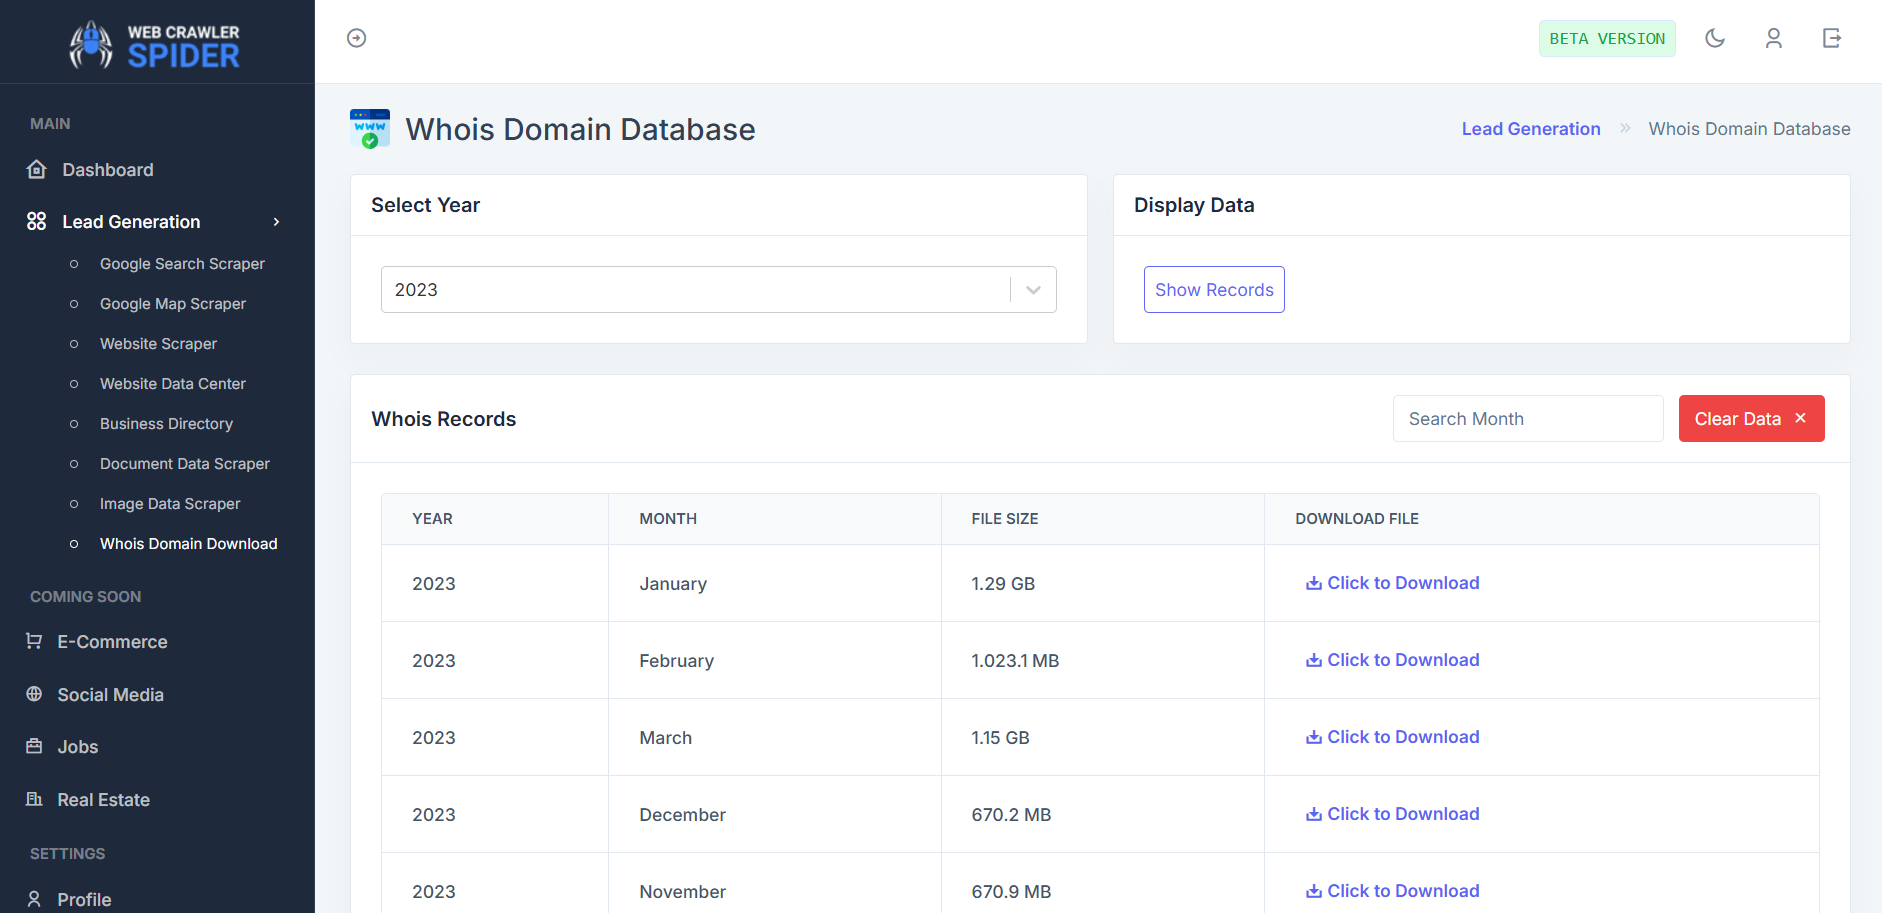 WEB CRAWLER
SPIDER
BETA VERSION
MAIN
Dashboard
Lead Generation
Google Search Scraper
Google Map Scraper
Website Scraper
Website Data Center
Business Directory
Document Data Scraper
Image Data Scraper
Whois Domain Download
COMING SOON
E-Commerce
Social Media
Jobs
Real Estate
SETTINGS
Profile
www
Whois Domain Database
Lead Generation » Whois Domain Database
Select Year
2023
Display Data
Show Records
Whois Records
Search Month
Clear Data ×
YEAR MONTH FILE SIZE DOWNLOAD FILE
2023 January 1.29 GB Click to Download
2023 February 1.023.1 MB Click to Download
2023 March 1.15 GB Click to Download
2023 December 670.2 MB Click to Download
2023 November 670.9 MB Click to Download